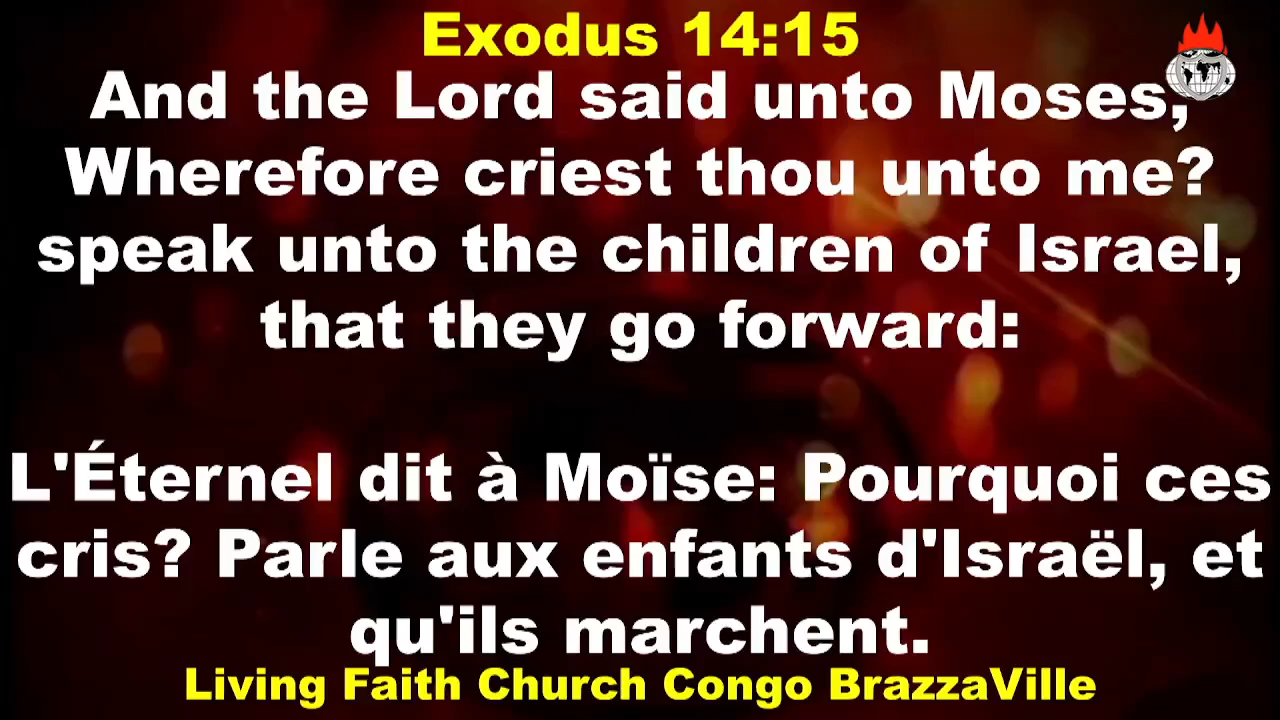 Exodus 14:15
And the Lord said unto Moses,
Wherefore criest thou unto me?
speak unto the children of Israel,
that they go forward:
L'Éternel dit à Moïse: Pourquoi ces
cris? Parle aux enfants d'Israël, et
qu'ils marchent.
Living Faith Church Congo BrazzaVille